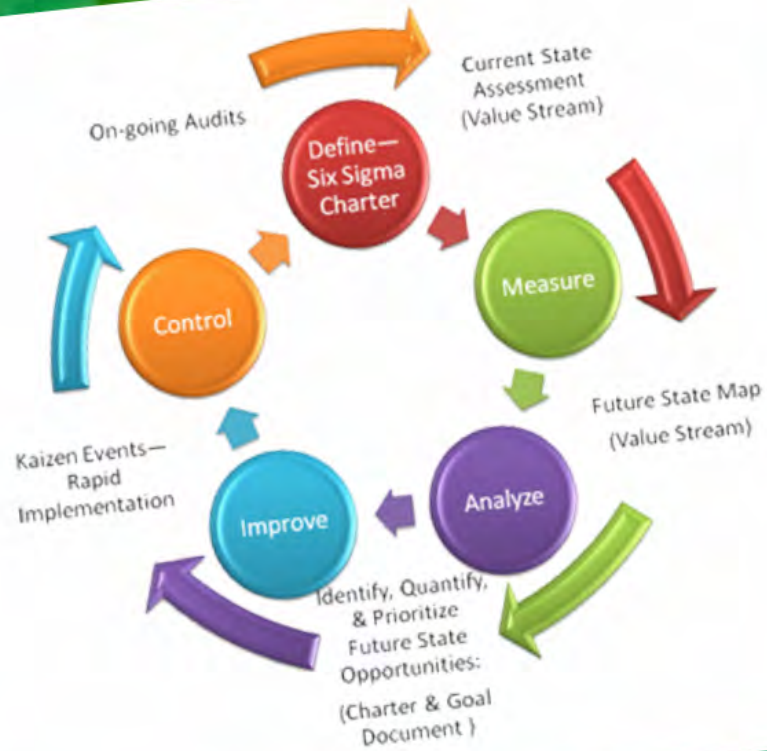 Define—
Six Sigma
Charter
Current State
Assessment
(Value Stream)
Measure
Future State Map
(Value Stream)
Analyze
Identify, Quantify,
& Prioritize
Future State
Opportunities:
(Charter & Goal
Document )
Improve
Kaizen Events—
Rapid
Implementation
Control
On-going Audits